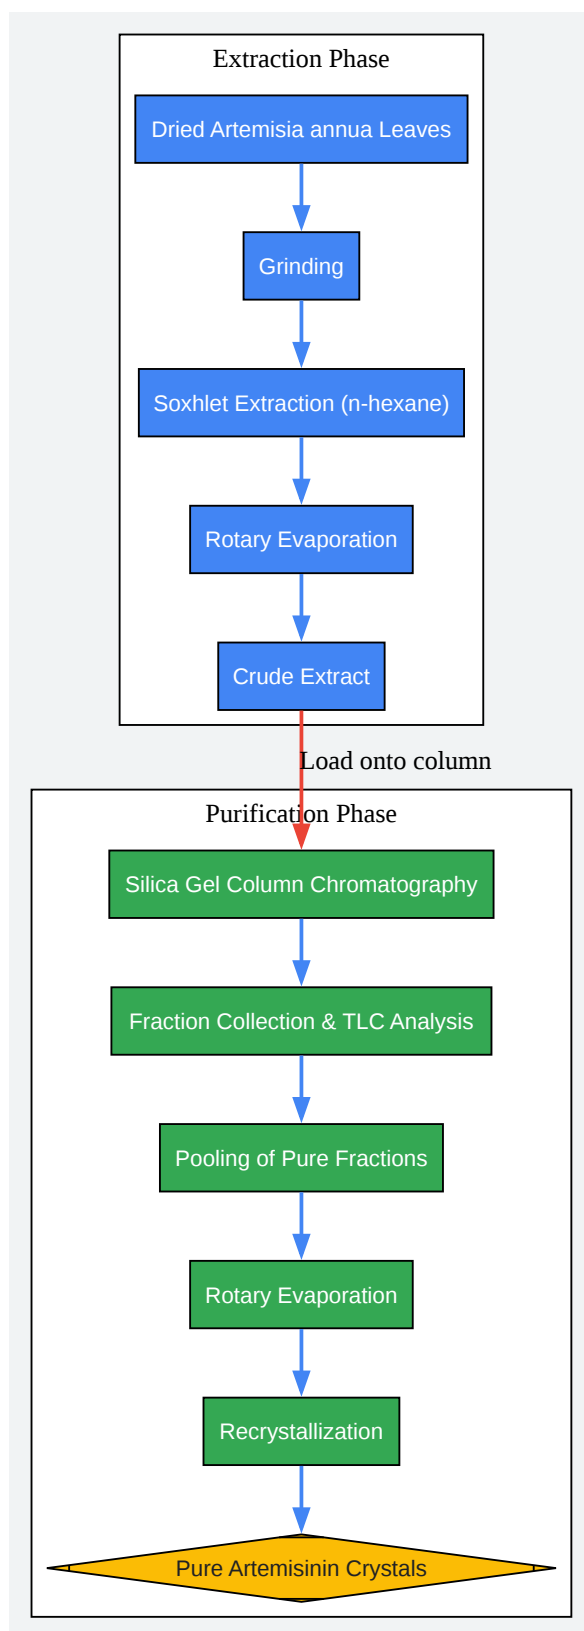 Extraction Phase
Dried Artemisia annua Leaves
Grinding
Soxhlet Extraction (n-hexane)
Rotary Evaporation
Crude Extract
Load onto column
Purification Phase
Silica Gel Column Chromatography
Fraction Collection & TLC Analysis
Pooling of Pure Fractions
Rotary Evaporation
Recrystallization
Pure Artemisinin Crystals